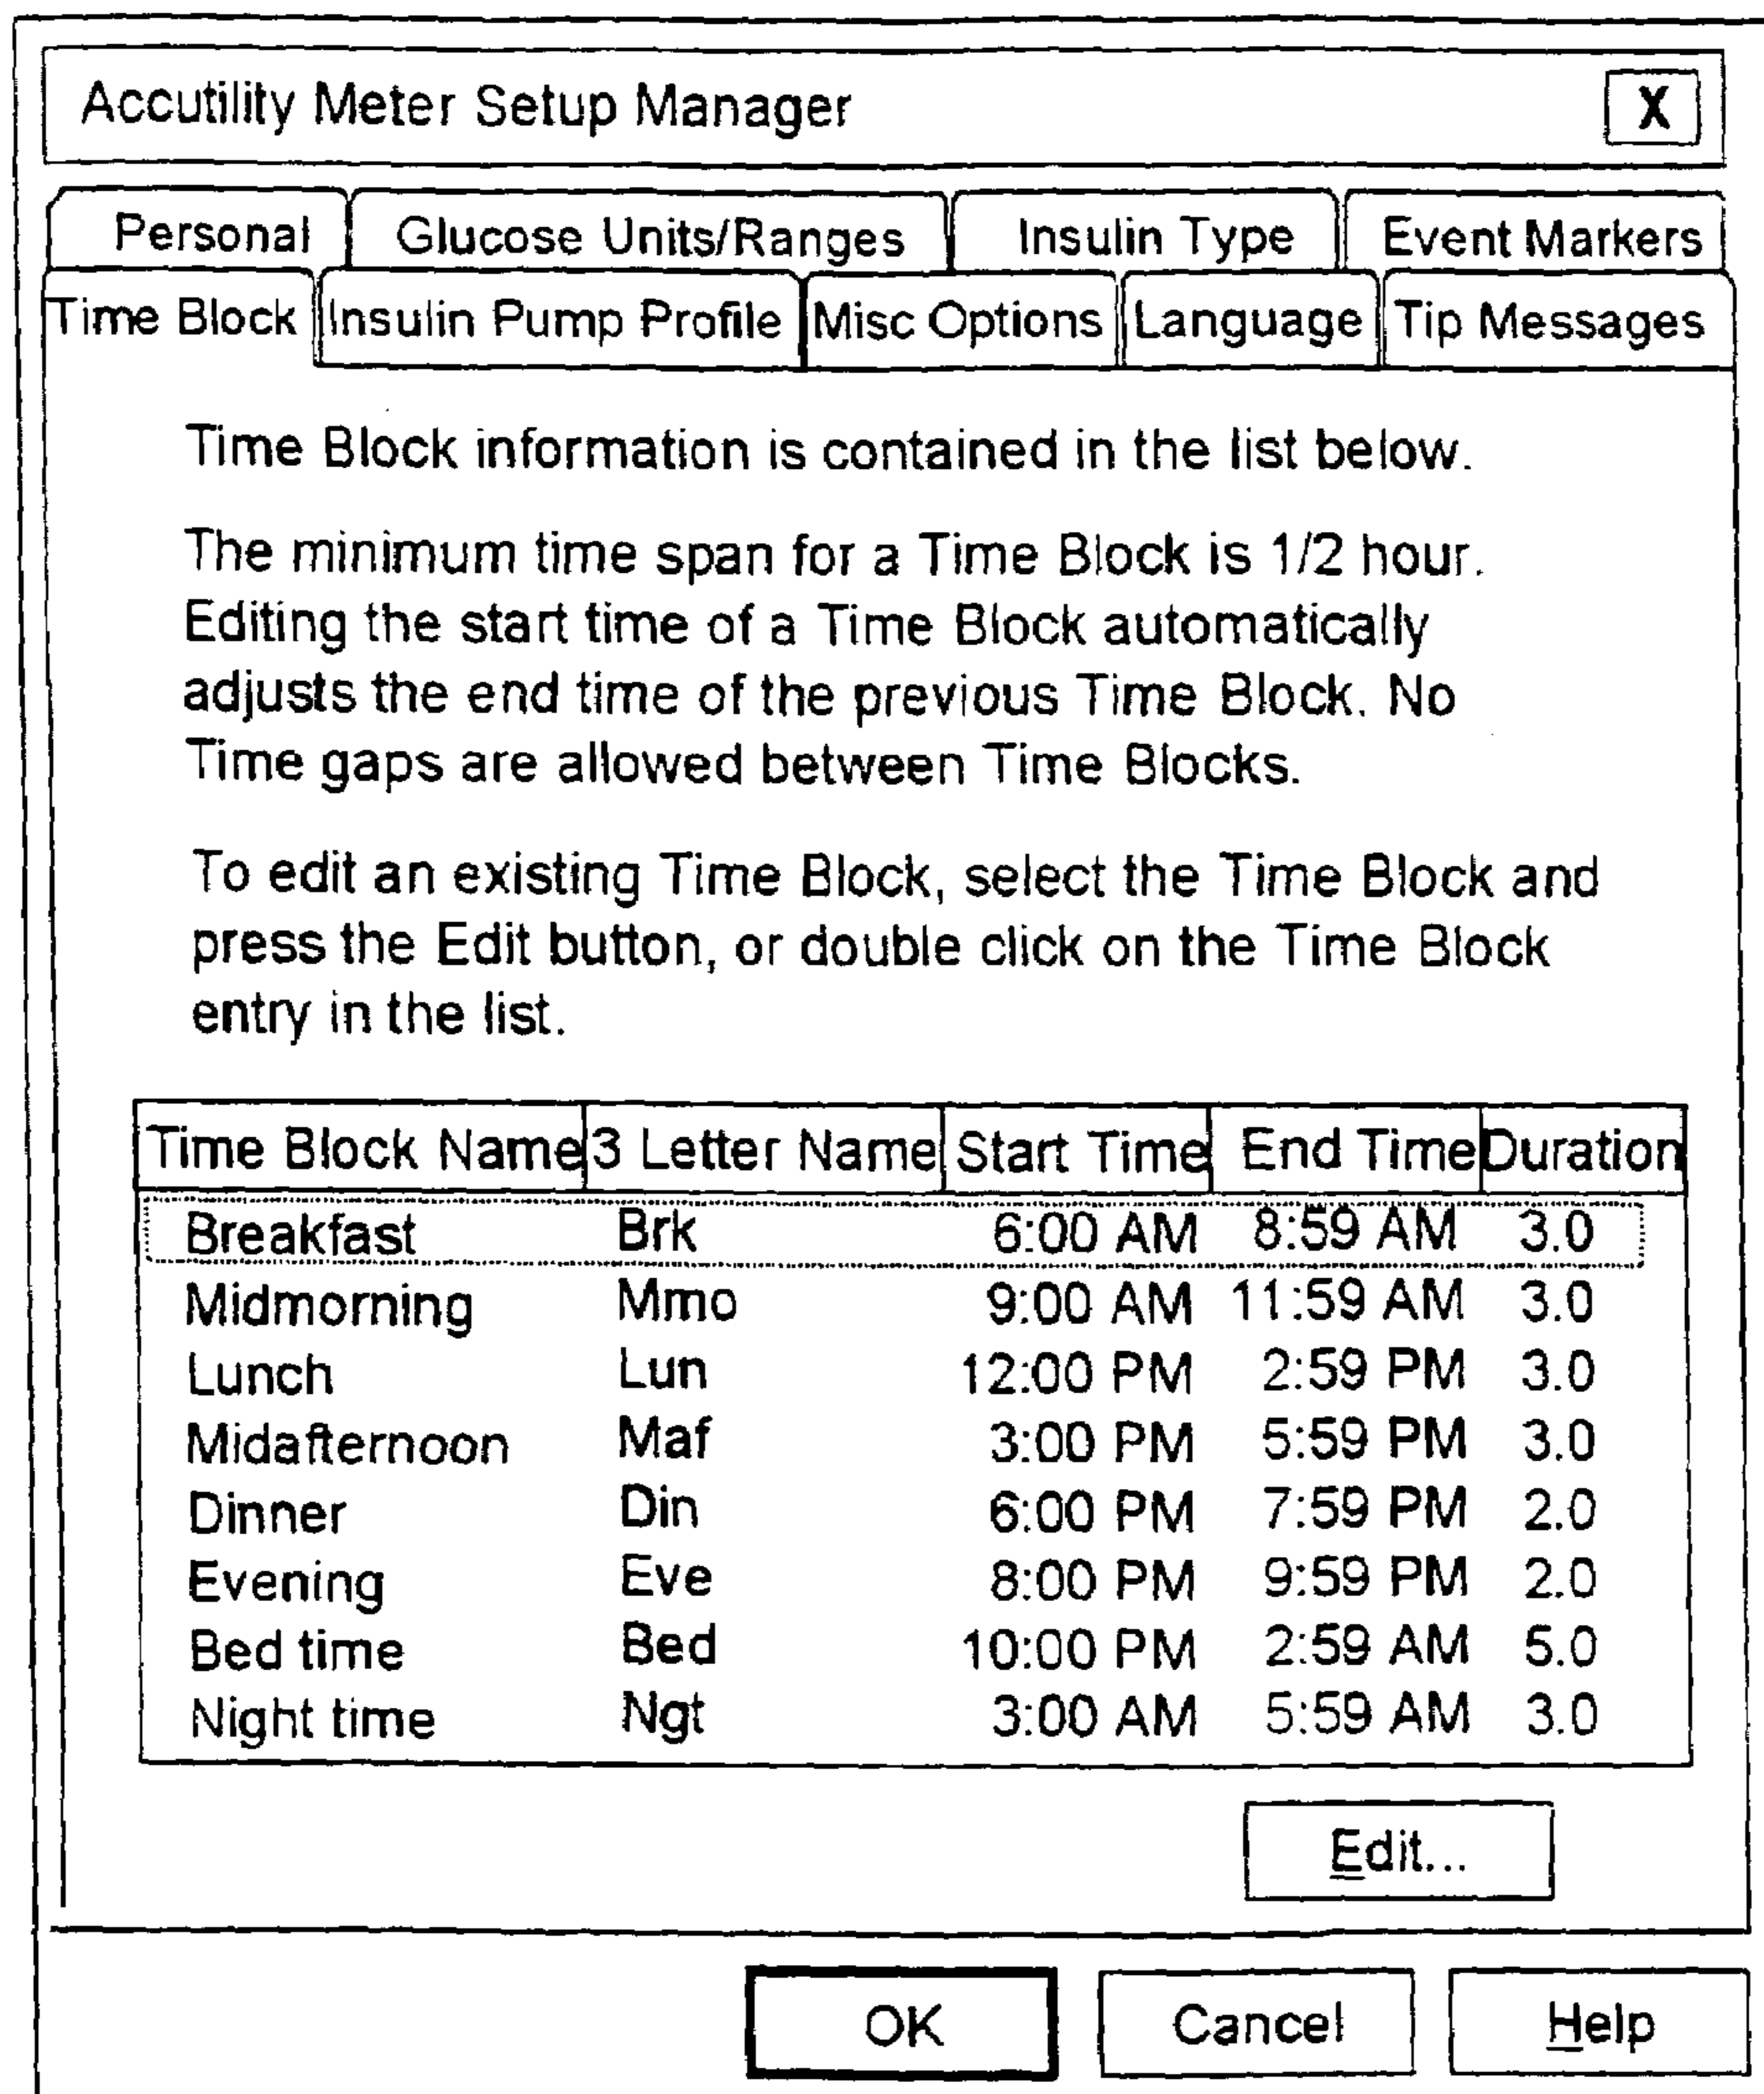 Accutility Meter Setup Manager X
Personal Glucose Units/Ranges Insulin Type Event Markers
Time Block Insulin Pump Profile Misc Options Language Tip Messages
Time Block information is contained in the list below.
The minimum time span for a Time Block is 1/2 hour.
Editing the start time of a Time Block automatically
adjusts the end time of the previous Time Block. No
Time gaps are allowed between Time Blocks.
To edit an existing Time Block, select the Time Block and
press the Edit button, or double click on the Time Block
entry in the list.
Time Block Name 3 Letter Name Start Time End Time Duration
Breakfast Brk 6:00 AM 8:59 AM 3.0
Midmorning Mmo 9:00 AM 11:59 AM 3.0
Lunch Lun 12:00 PM 2:59 PM 3.0
Midafternoon Maf 3:00 PM 5:59 PM 3.0
Dinner Din 6:00 PM 7:59 PM 2.0
Evening Eve 8:00 PM 9:59 PM 2.0
Bed time Bed 10:00 PM 2:59 AM 5.0
Night time Ngt 3:00 AM 5:59 AM 3.0
Edit...
OK Cancel Help